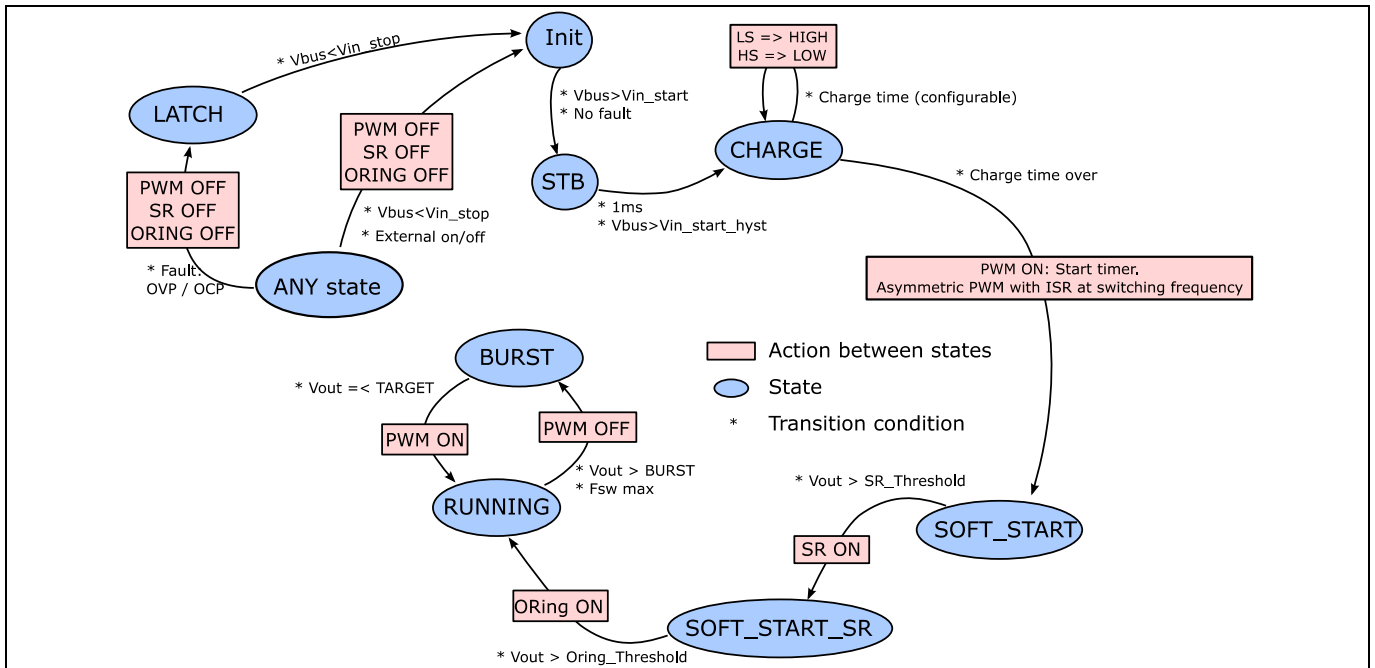 * Vbus<Vin_stop
Init
LS => HIGH
HS => LOW
* Charge time (configurable)
* Vbus>Vin_start
* No fault
LATCH
PWM OFF
SR OFF
ORING OFF
CHARGE
STB
* Charge time over
PWM OFF
SR OFF
ORING OFF
* 1ms
* Vbus>Vin_start_hyst
* Vbus<Vin_stop
* External on/off
* Fault:
OVP / OCP
ANY state
PWM ON: Start timer.
Asymmetric PWM with ISR at switching frequency
BURST
Action between states
* Vout =< TARGET
State
PWM ON
PWM OFF
* Transition condition
* Vout > BURST
* Fsw max
RUNNING
* Vout > SR_Threshold
SOFT_START
SR ON
ORing ON
SOFT_START_SR
* Vout > Oring_Threshold